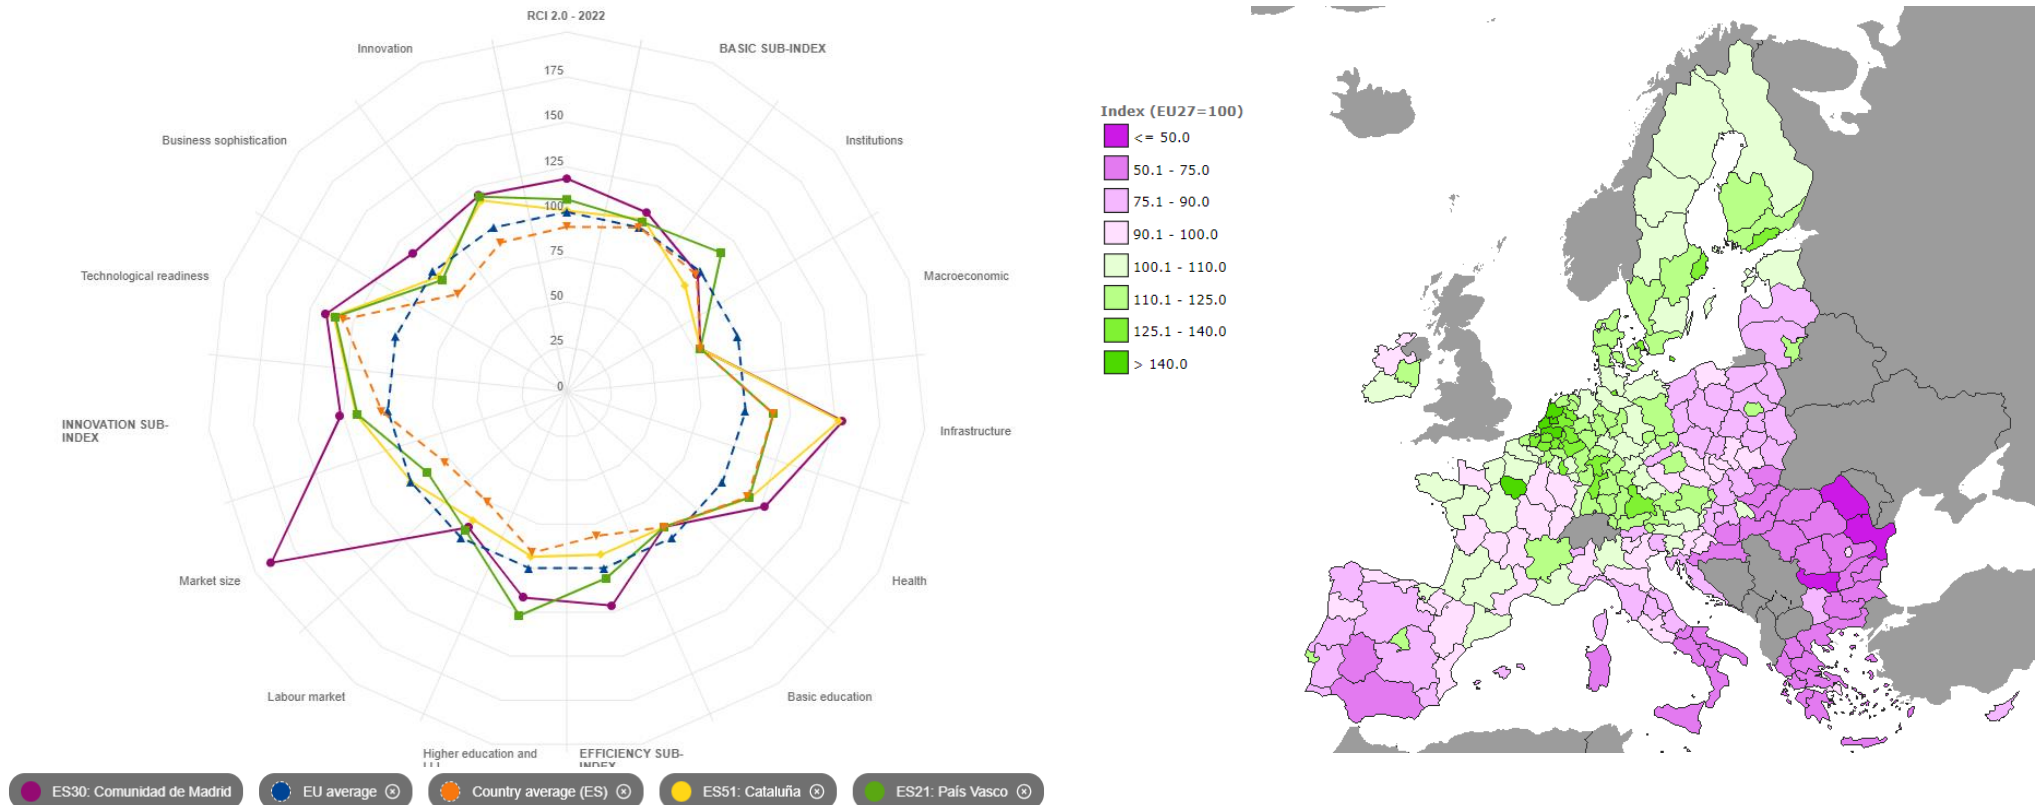 RCI 2.0 - 2022
Innovation
BASIC SUB-INDEX
Business sophistication
Institutions
Technological readiness
Macroeconomic
INNOVATION SUB-
INDEX
Infrastructure
Market size
Health
Labour market
Basic education
Higher education and
EFFICIENCY SUB-
INDEX
175
150
125
100
75
50
25
0
ES30: Comunidad de Madrid
EU average
Country average (ES)
ES51: Cataluña
ES21: País Vasco
Index (EU27=100)
<= 50.0
50.1 - 75.0
75.1 - 90.0
90.1 - 100.0
100.1 - 110.0
110.1 - 125.0
125.1 - 140.0
> 140.0